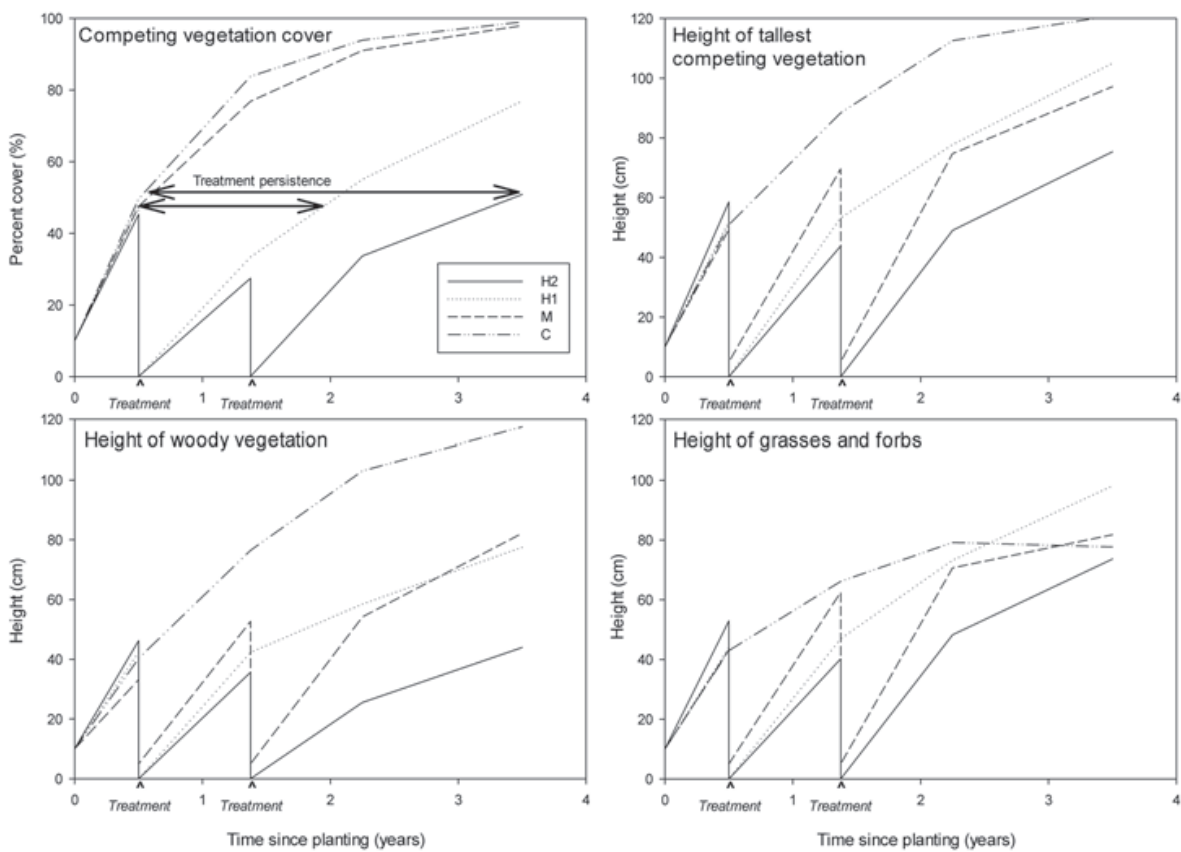 Competing vegetation cover
100
80
60
40
20
0
Percent cover (%)
Treatment persistence
H2
H1
M
C
0 1 2 3 4
^ ^
Treatment Treatment
Height of tallest
competing vegetation
120
100
80
60
40
20
0
Height (cm)
0 1 2 3 4
^ ^
Treatment Treatment
Height of woody vegetation
120
100
80
60
40
20
0
Height (cm)
0 1 2 3 4
^ ^
Treatment Treatment
Time since planting (years)
Height of grasses and forbs
120
100
80
60
40
20
0
Height (cm)
0 1 2 3 4
^ ^
Treatment Treatment
Time since planting (years)